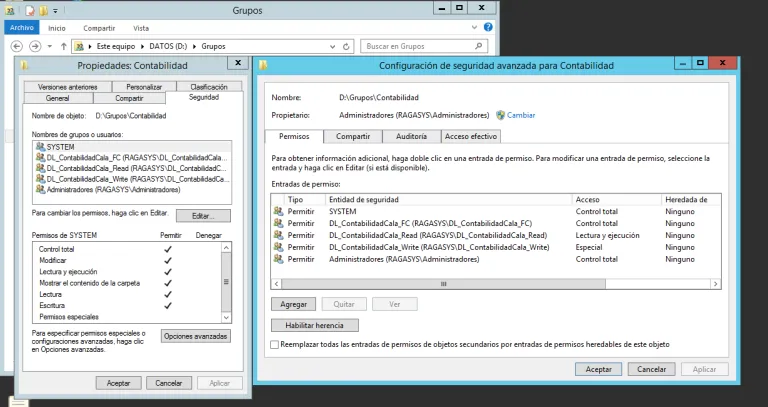 Grupos
Archivo Inicio Compartir Vista
Este equipo DATOS (D:) Grupos
Buscar en Grupos
Propiedades: Contabilidad
Versiones anteriores Personalizar Clasificación
General Compartir Seguridad
Nombre de objeto: D:\Grupos\Contabilidad
Nombres de grupos o usuarios:
SYSTEM
DL_ContabilidadCala_FC (RAGASYS\DL_ContabilidadCala...
DL_ContabilidadCala_Read (RAGASYS\DL_ContabilidadC...
DL_ContabilidadCala_Write (RAGASYS\DL_ContabilidadCa...
Administradores (RAGASYS\Administradores)
Para cambiar los permisos, haga clic en Editar.
Editar...
Permisos de SYSTEM Permitir Denegar
Control total
Modificar
Lectura y ejecución
Mostrar el contenido de la carpeta
Lectura
Escritura
Permisos especiales
Para especificar permisos especiales o
configuraciones avanzadas, haga clic
en Opciones avanzadas.
Opciones avanzadas
Aceptar Cancelar Aplicar
Configuración de seguridad avanzada para Contabilidad
Nombre: D:\Grupos\Contabilidad
Propietario: Administradores (RAGASYS\Administradores) Cambiar
Permisos Compartir Auditoría Acceso efectivo
Para obtener información adicional, haga doble clic en una entrada de permiso. Para modificar una entrada de permiso, seleccione la
entrada y haga clic en Editar (si está disponible).
Entradas de permiso:
Tipo Entidad de seguridad Acceso Heredada de
Permitir SYSTEM Control total Ninguno
Permitir DL_ContabilidadCala_FC (RAGASYS\DL_ContabilidadCala_FC) Control total Ninguno
Permitir DL_ContabilidadCala_Read (RAGASYS\DL_ContabilidadCala_Read) Lectura y ejecución Ninguno
Permitir DL_ContabilidadCala_Write (RAGASYS\DL_ContabilidadCala_Write) Especial Ninguno
Permitir Administradores (RAGASYS\Administradores) Control total Ninguno
Agregar Quitar Ver
Habilitar herencia
Reemplazar todas las entradas de permisos de objetos secundarios por entradas de permisos heredables de este objeto
Aceptar Cancelar Aplicar